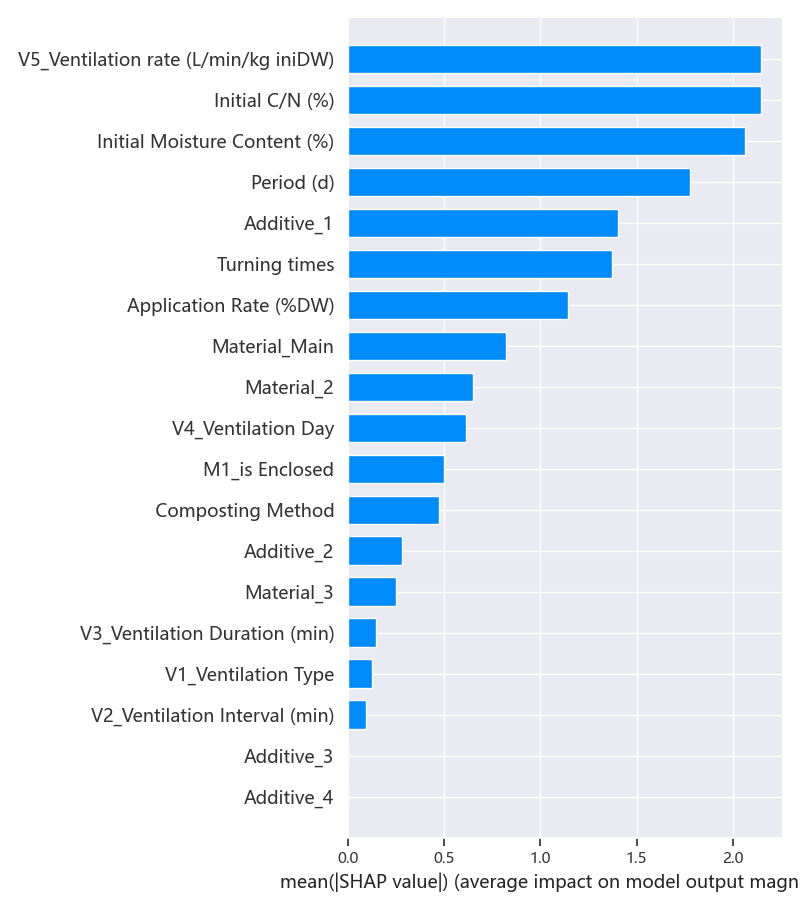 V5_Ventilation rate (L/min/kg iniDW)
Initial C/N (%)
Initial Moisture Content (%)
Period (d)
Additive_1
Turning times
Application Rate (%DW)
Material_Main
Material_2
V4_Ventilation Day
M1_is Enclosed
Composting Method
Additive_2
Material_3
V3_Ventilation Duration (min)
V1_Ventilation Type
V2_Ventilation Interval (min)
Additive_3
Additive_4
0.0 0.5 1.0 1.5 2.0
mean(|SHAP value|) (average impact on model output magn